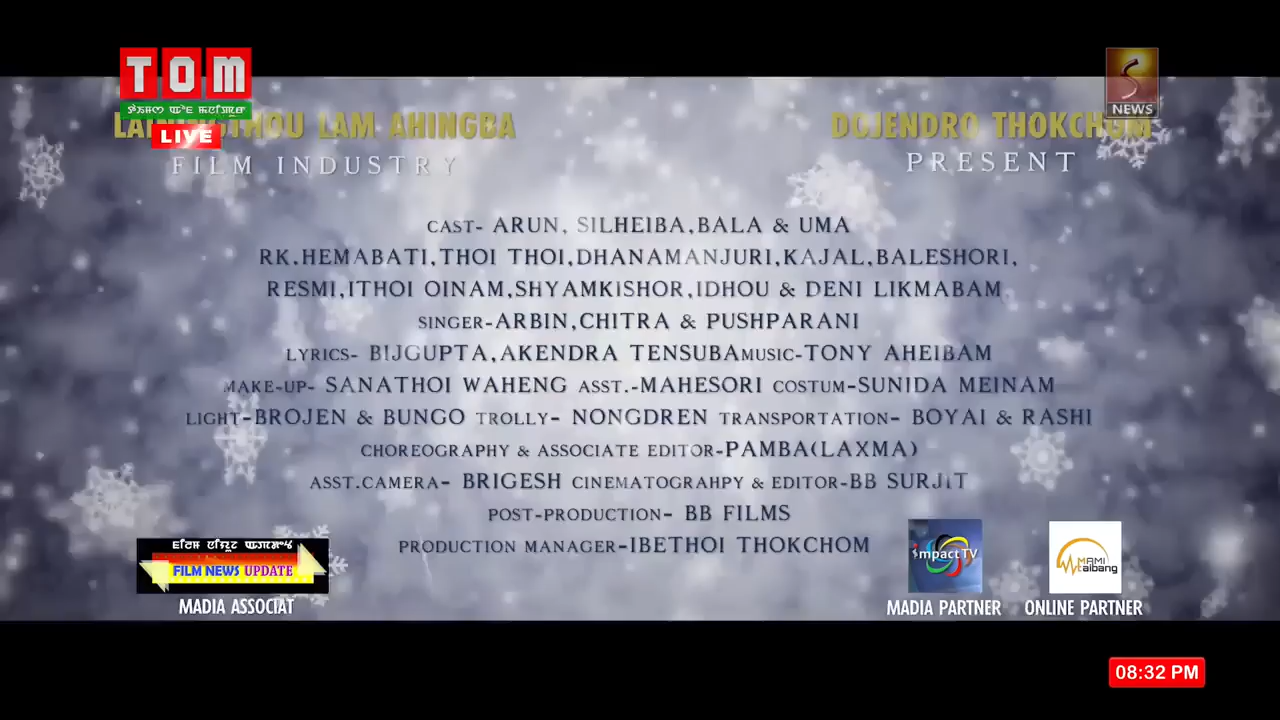 TOM
LIVE
S
NEWS
LAININGTHOU LAM AHINGBA
FILM INDUSTRY
DOJENDRO THOKCHOM
PRESENT
CAST- ARUN, SILHEIBA,BALA & UMA
RK.HEMABATI,THOI THOI,DHANAMANJURI,KAJAL,BALESHORI,
RESMI,ITHOI OINAM,SHYAMKISHOR,IDHOU & DENI LIKMABAM
SINGER-ARBIN,CHITRA & PUSHPARANI
LYRICS- BIJGUPTA,AKENDRA TENSUBAMUSIC-TONY AHEIBAM
MAKE-UP- SANATHOI WAHENG ASST.-MAHESORI COSTUM-SUNIDA MEINAM
LIGHT-BROJEN & BUNGO TROLLY- NONGDREN TRANSPORTATION- BOYAI & RASHI
CHOREOGRAPHY & ASSOCIATE EDITOR-PAMBA(LAXMA)
ASST.CAMERA- BRIGESH CINEMATOGRAHPY & EDITOR-BB SURJIT
POST-PRODUCTION- BB FILMS
PRODUCTION MANAGER-IBETHOI THOKCHOM
FILM NEWS UPDATE
MADIA ASSOCIAT
impact TV
MADIA PARTNER
MAMI
taibang
ONLINE PARTNER
08:32 PM